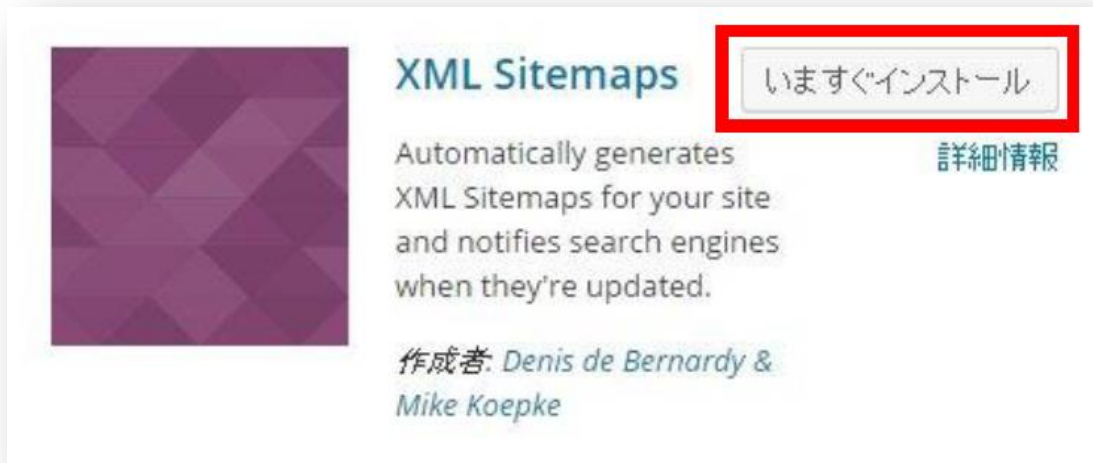 XML Sitemaps
いますぐインストール
Automatically generates
XML Sitemaps for your site
and notifies search engines
when they're updated.
詳細情報
作成者: Denis de Bernardy &
Mike Koepke